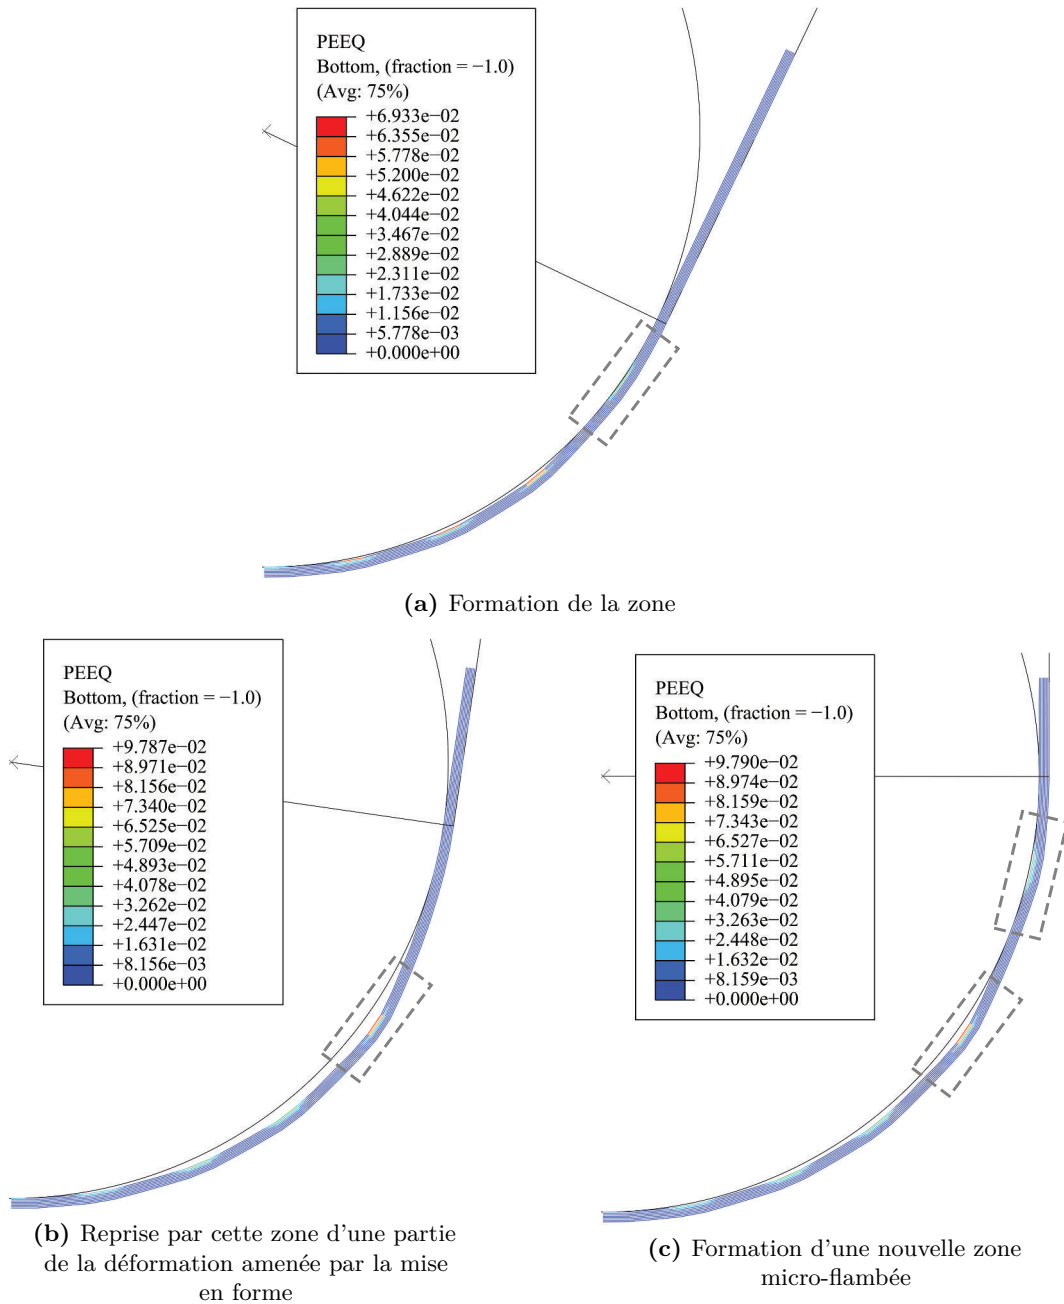 PEEQ
Bottom, (fraction = −1.0)
(Avg: 75%)
+6.933e−02
+6.355e−02
+5.778e−02
+5.200e−02
+4.622e−02
+4.044e−02
+3.467e−02
+2.889e−02
+2.311e−02
+1.733e−02
+1.156e−02
+5.778e−03
+0.000e+00
(a) Formation de la zone
PEEQ
Bottom, (fraction = −1.0)
(Avg: 75%)
+9.787e−02
+8.971e−02
+8.156e−02
+7.340e−02
+6.525e−02
+5.709e−02
+4.893e−02
+4.078e−02
+3.262e−02
+2.447e−02
+1.631e−02
+8.156e−03
+0.000e+00
(b) Reprise par cette zone d'une partie
de la déformation amenée par la mise
en forme
PEEQ
Bottom, (fraction = −1.0)
(Avg: 75%)
+9.790e−02
+8.974e−02
+8.159e−02
+7.343e−02
+6.527e−02
+5.711e−02
+4.895e−02
+4.079e−02
+3.263e−02
+2.448e−02
+1.632e−02
+8.159e−03
+0.000e+00
(c) Formation d'une nouvelle zone
micro-flambée